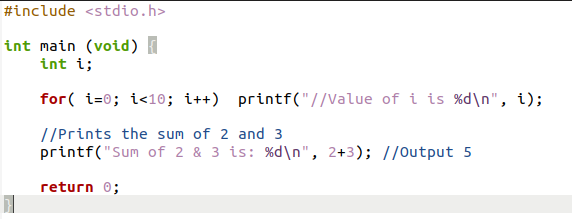 #include <stdio.h>
int main (void) {
int i;
for( i=0; i<10; i++)  printf("//Value of i is %d\n", i);
//Prints the sum of 2 and 3
printf("Sum of 2 & 3 is: %d\n", 2+3); //Output 5
return 0;
}